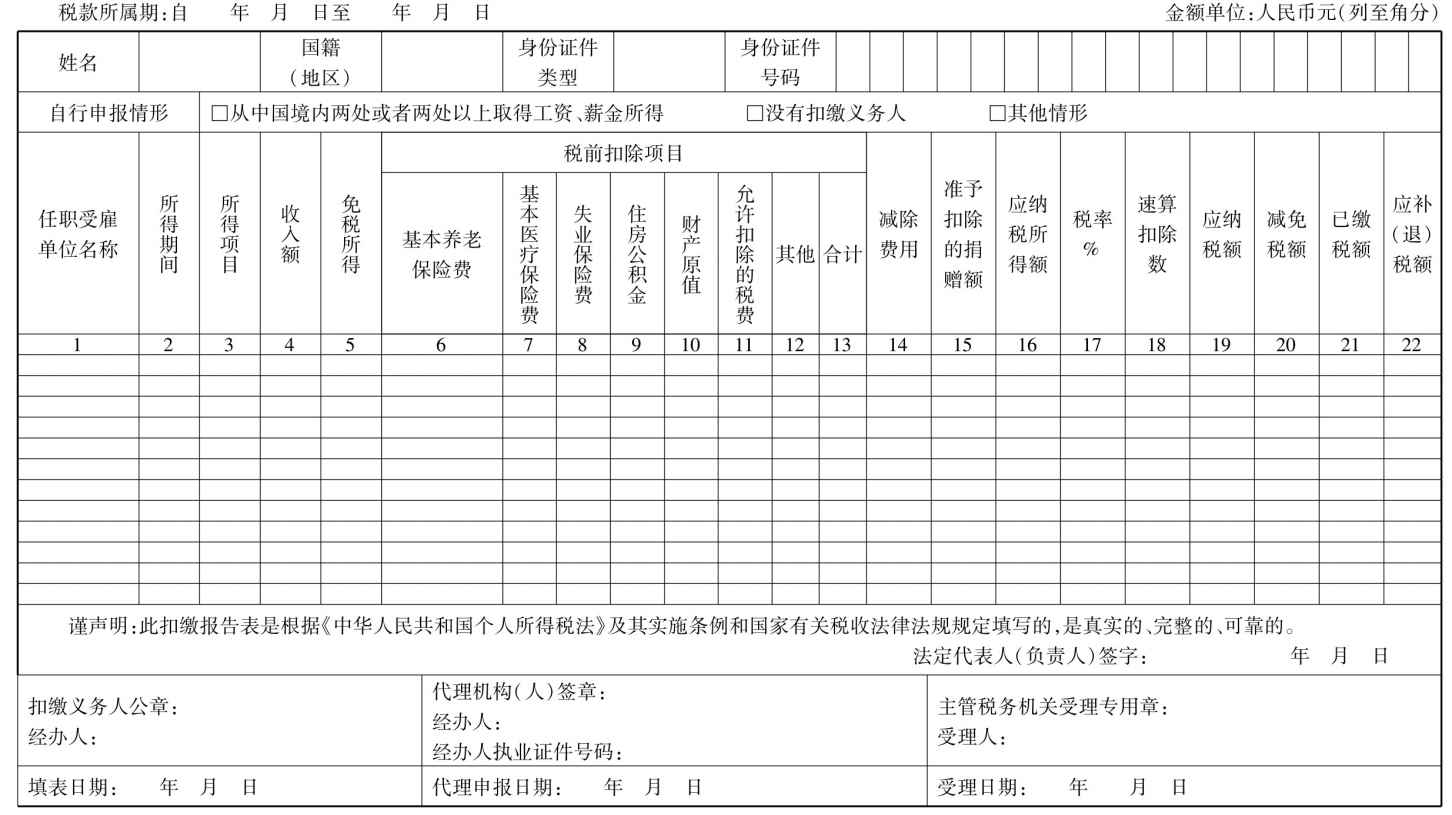 税款所属期:自　　年　月　日至　　年　月　日　　金额单位:人民币元(列至角分)
姓名　国籍(地区)　身份证件类型　身份证件号码
自行申报情形　□从中国境内两处或者两处以上取得工资、薪金所得　□没有扣缴义务人　□其他情形
税前扣除项目
任职受雇单位名称　所得期间　所得项目　收入额　免税所得　基本养老保险费　基本医疗保险费　失业保险费　住房公积金　财产原值　允许扣除的税费　其他　合计　减除费用　准予扣除的捐赠额　应纳税所得额　税率%　速算扣除数　应纳税额　减免税额　已缴税额　应补(退)税额
1　2　3　4　5　6　7　8　9　10　11　12　13　14　15　16　17　18　19　20　21　22
谨声明:此扣缴报告表是根据《中华人民共和国个人所得税法》及其实施条例和国家有关税收法律法规规定填写的,是真实的、完整的、可靠的。
法定代表人(负责人)签字:　　年　月　日
扣缴义务人公章:
经办人:
代理机构(人)签章:
经办人:
经办人执业证件号码:
主管税务机关受理专用章:
受理人:
填表日期:　　年　月　日　　代理申报日期:　　年　月　日　　受理日期:　　年　　月　日